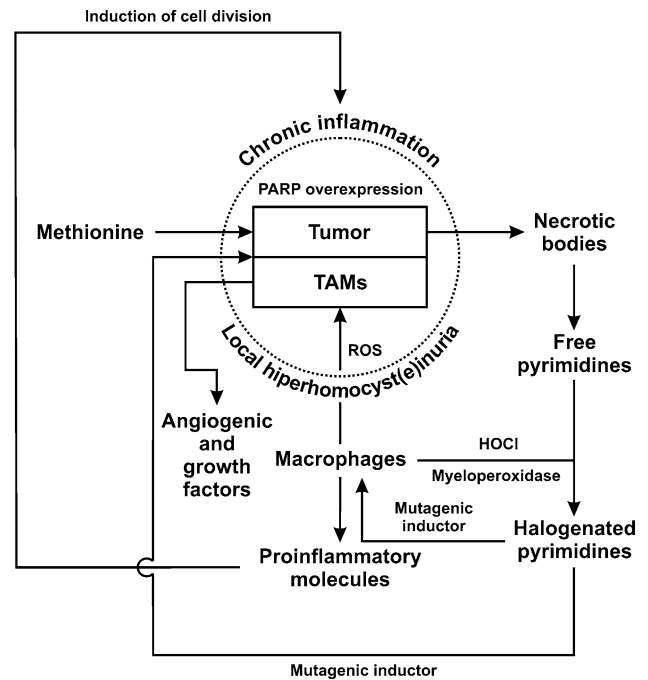 Induction of cell division
Chronic inflammation
PARP overexpression
Methionine
Tumor
Necrotic
bodies
TAMs
ROS
Local hiperhomocyst(e)inuria
Free
pyrimidines
Angiogenic
and
growth
factors
Macrophages
HOCl
Myeloperoxidase
Mutagenic
inductor
Halogenated
pyrimidines
Proinflammatory
molecules
Mutagenic inductor